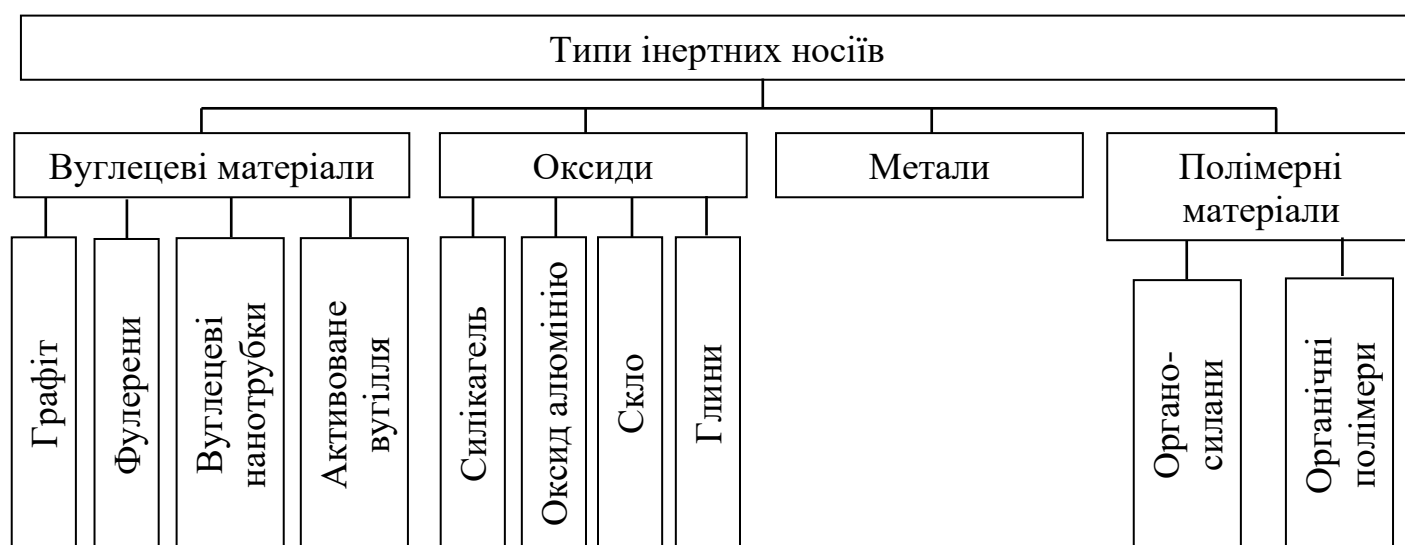 Типи інертних носіїв
Вуглецеві матеріали
Оксиди
Метали
Полімерні
матеріали
Графіт
Фулерени
Вуглецеві
нанотрубки
Активоване
вугілля
Силікагель
Оксид алюмінію
Скло
Глини
Органо-
силани
Органічні
полімери